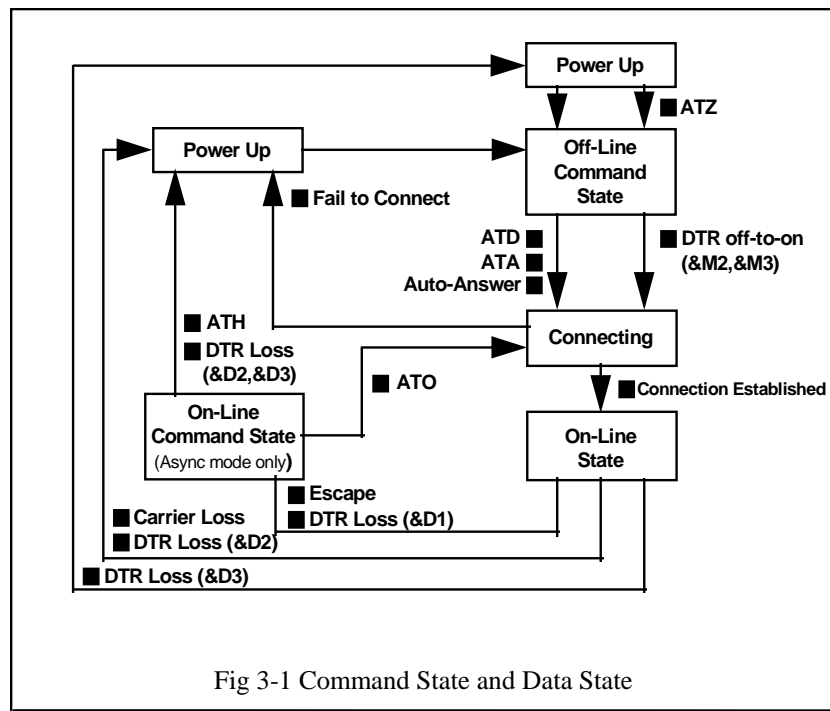 Power Up
ATZ
Power Up
Off-Line
Command
State
Fail to Connect
ATD
ATA
Auto-Answer
DTR off-to-on
(&M2,&M3)
ATH
DTR Loss
(&D2,&D3)
Connecting
ATO
Connection Established
On-Line
Command State
(Async mode only)
On-Line
State
Escape
DTR Loss (&D1)
Carrier Loss
DTR Loss (&D2)
DTR Loss (&D3)
Fig 3-1 Command State and Data State